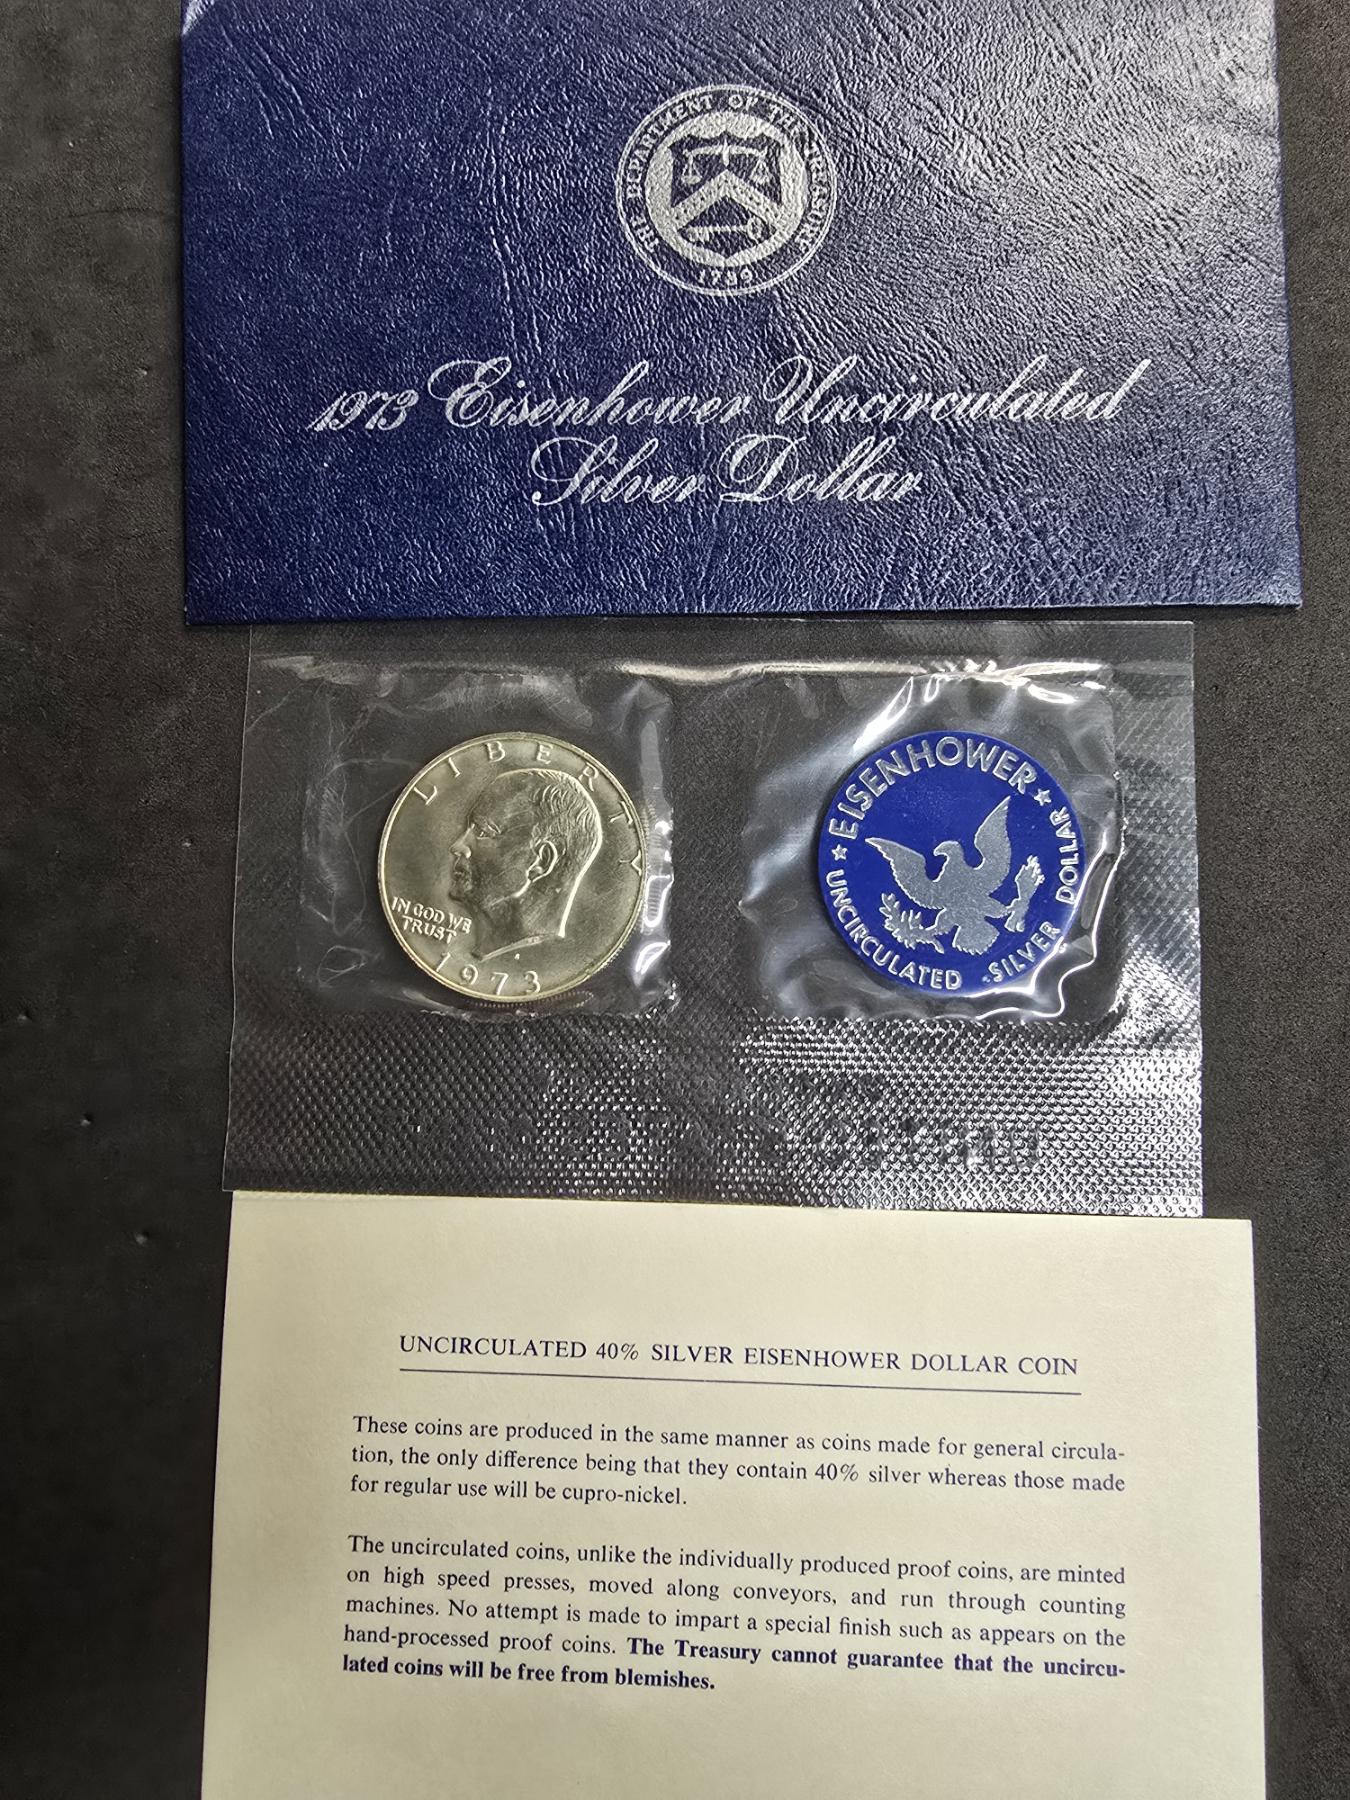 THE DEPARTMENT OF THE TREASURY
1789
1973 Eisenhower Uncirculated
Silver Dollar
LIBERTY
IN GOD WE
TRUST
1973
EISENHOWER
UNCIRCULATED SILVER DOLLAR
UNCIRCULATED 40% SILVER EISENHOWER DOLLAR COIN
These coins are produced in the same manner as coins made for general circula-
tion, the only difference being that they contain 40% silver whereas those made
for regular use will be cupro-nickel.
The uncirculated coins, unlike the individually produced proof coins, are minted
on high speed presses, moved along conveyors, and run through counting
machines. No attempt is made to impart a special finish such as appears on the
hand-processed proof coins. The Treasury cannot guarantee that the uncircu-
lated coins will be free from blemishes.